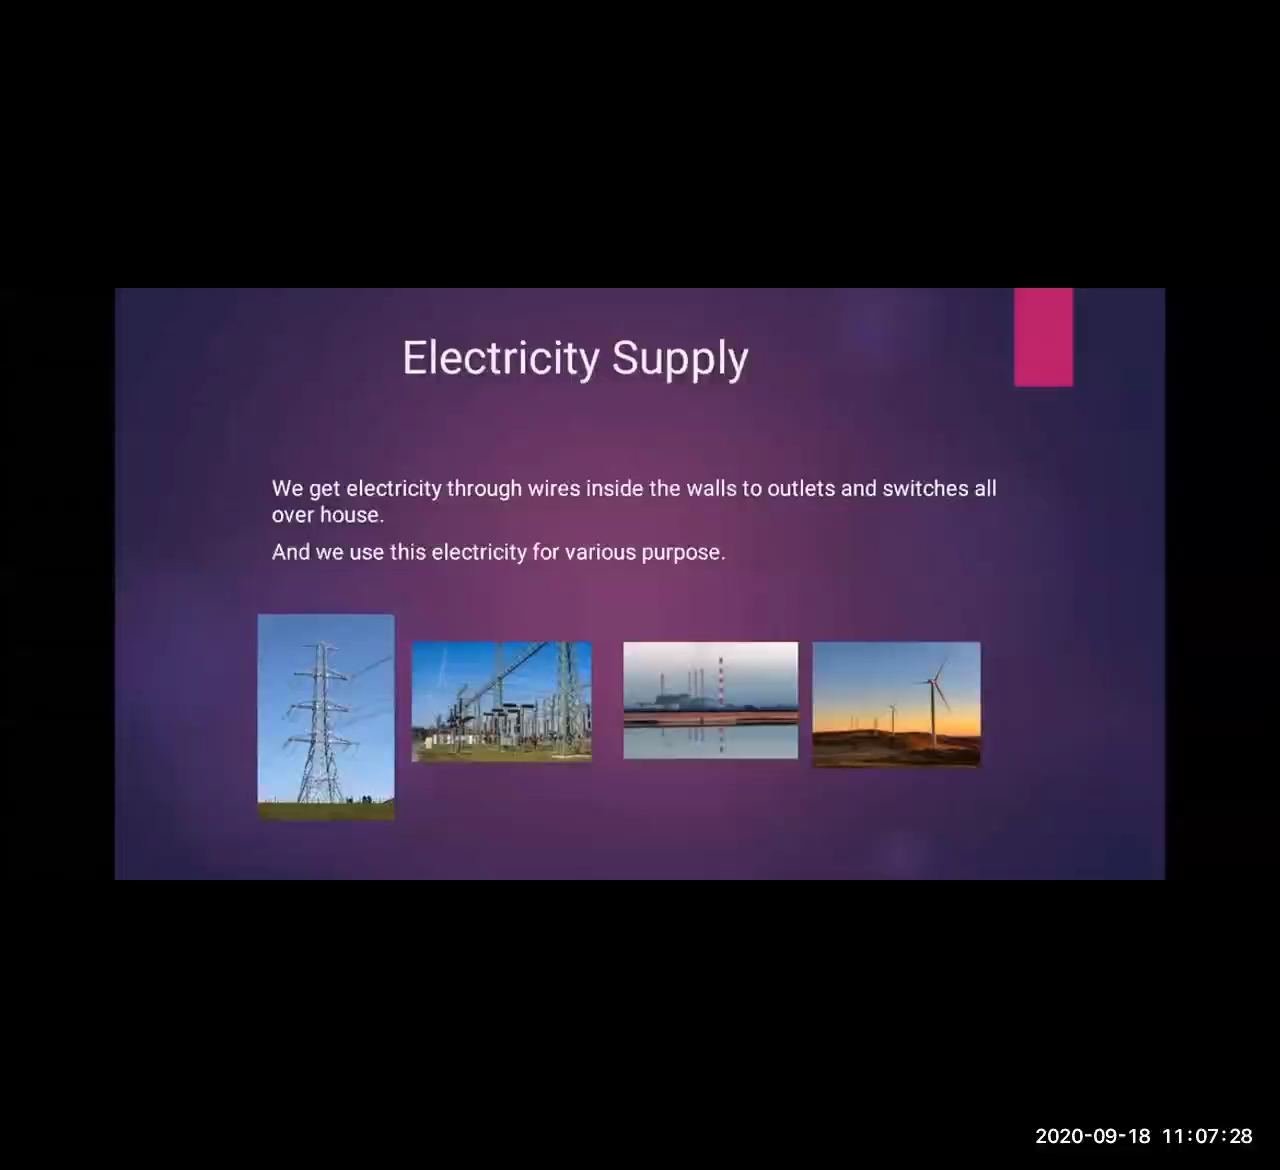 Electricity Supply
We get electricity through wires inside the walls to outlets and switches all
over house.
And we use this electricity for various purpose.
2020-09-18 11:07:28